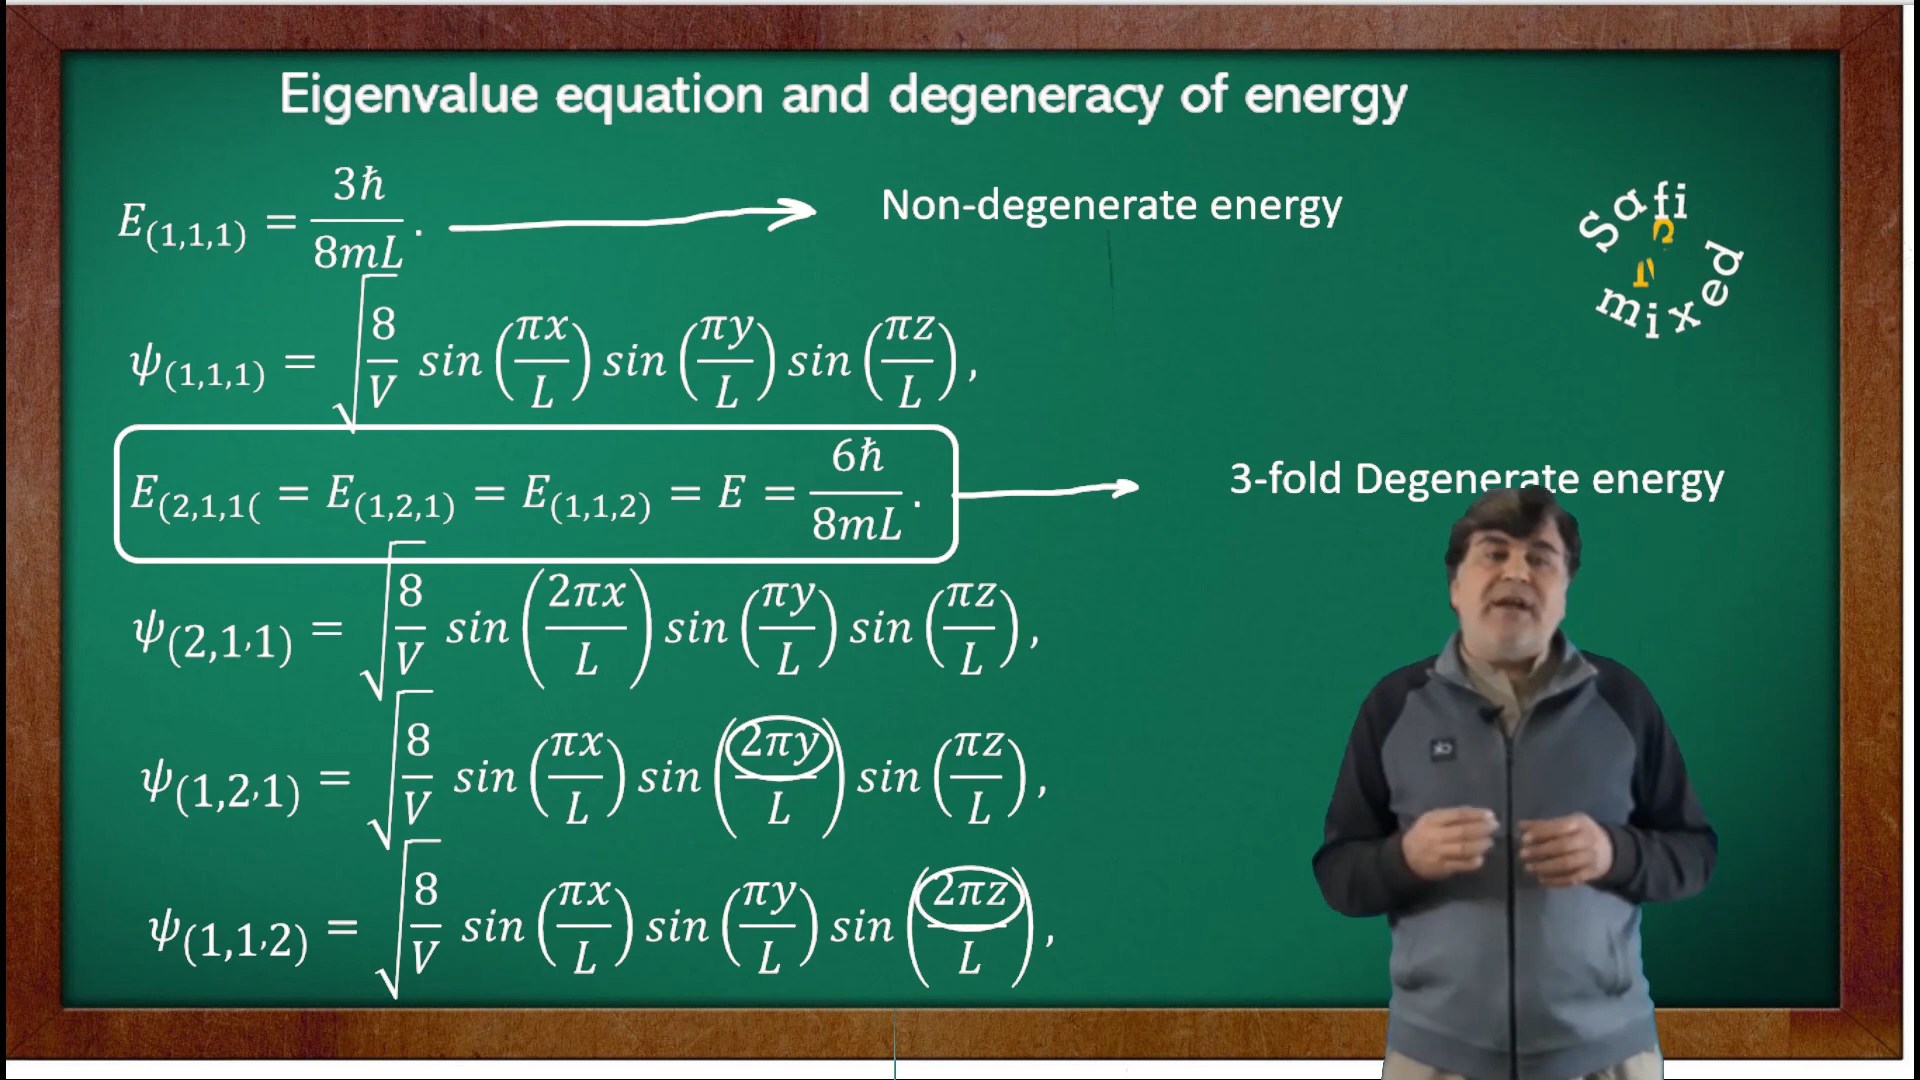 Eigenvalue equation and degeneracy of energy
E(1,1,1) = 3ħ/8mL . Non-degenerate energy
ψ(1,1,1) = √(8/V) sin(πx/L) sin(πy/L) sin(πz/L),
E(2,1,1( = E(1,2,1) = E(1,1,2) = E = 6ħ/8mL . 3-fold Degenerate energy
ψ(2,1,1) = √(8/V) sin(2πx/L) sin(πy/L) sin(πz/L),
ψ(1,2,1) = √(8/V) sin(πx/L) sin(2πy/L) sin(πz/L),
ψ(1,1,2) = √(8/V) sin(πx/L) sin(πy/L) sin(2πz/L),
Safi
mixed